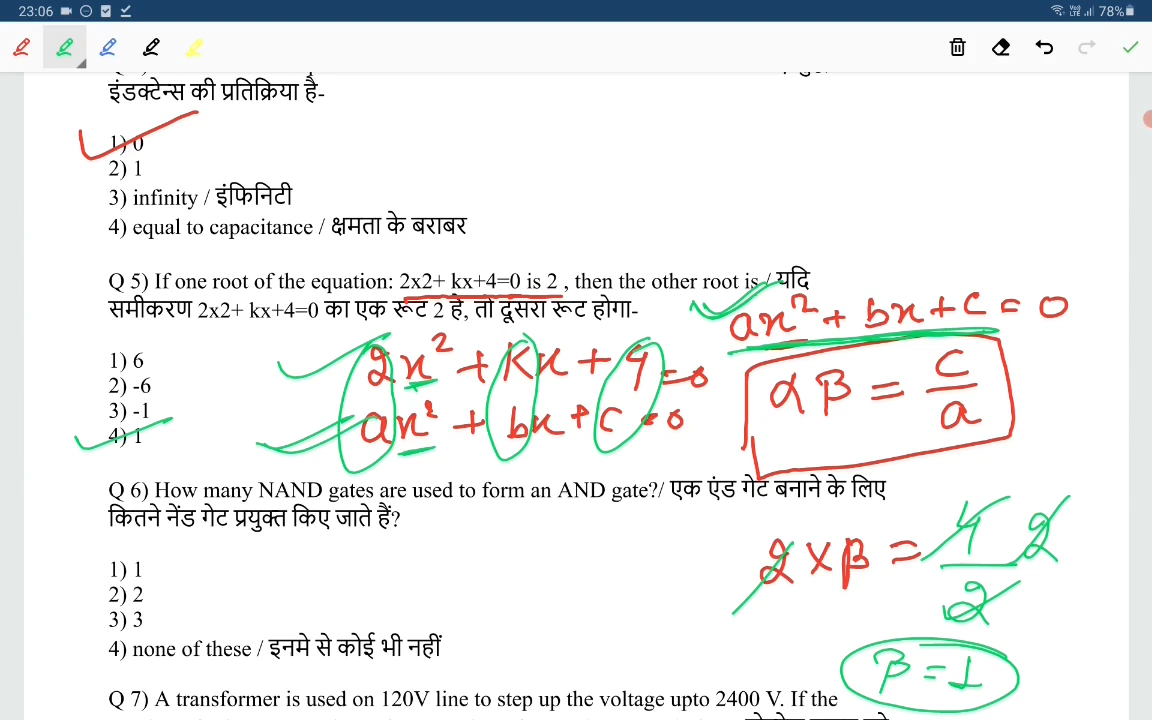 23:06 78%
इंडक्टेन्स की प्रतिक्रिया है-
1) 0
2) 1
3) infinity / इंफिनिटी
4) equal to capacitance / क्षमता के बराबर
Q 5) If one root of the equation: 2x2+ kx+4=0 is 2 , then the other root is / यदि
समीकरण 2x2+ kx+4=0 का एक रूट 2 है, तो दूसरा रूट होगा-
ax² + bx + c = 0
1) 6
2) -6
3) -1
4) 1
2x² + Kx + 4 = 0
ax² + bx + c = 0
αβ = c/a
Q 6) How many NAND gates are used to form an AND gate?/ एक एंड गेट बनाने के लिए
कितने नेंड गेट प्रयुक्त किए जाते हैं?
2 × β = 4/2 2
1) 1
2) 2
3) 3
4) none of these / इनमे से कोई भी नहीं
β = 1
Q 7) A transformer is used on 120V line to step up the voltage upto 2400 V. If the